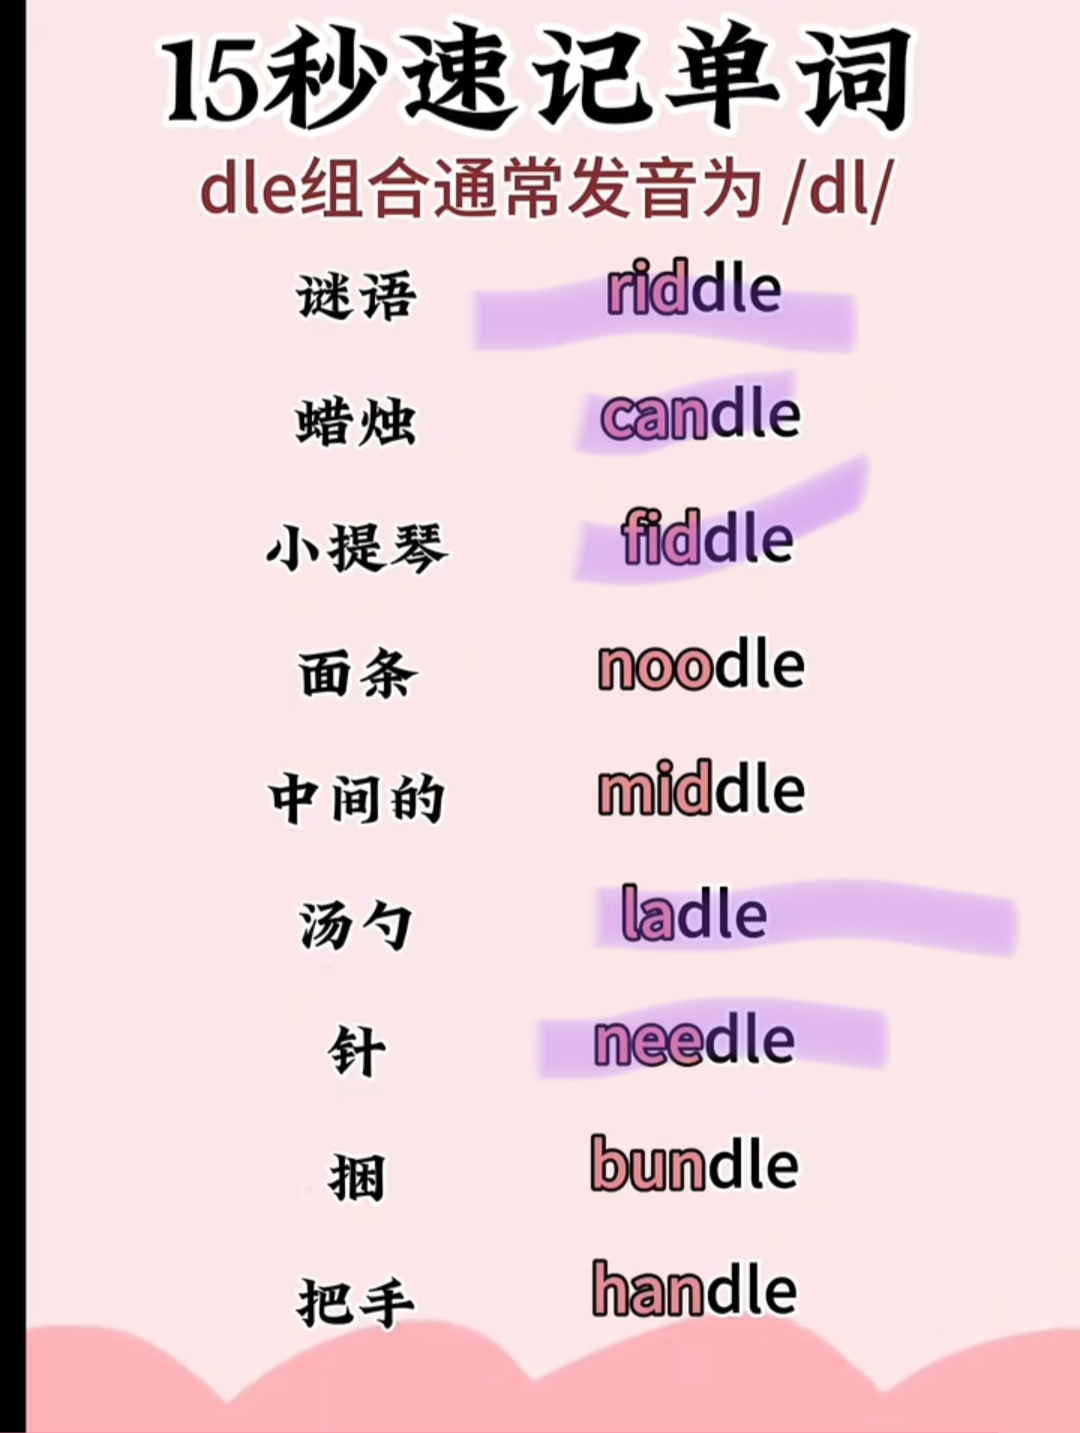 15秒速记单词
dle组合通常发音为 /dl/
谜语 riddle
蜡烛 candle
小提琴 fiddle
面条 noodle
中间的 middle
汤勺 ladle
针 needle
捆 bundle
把手 handle